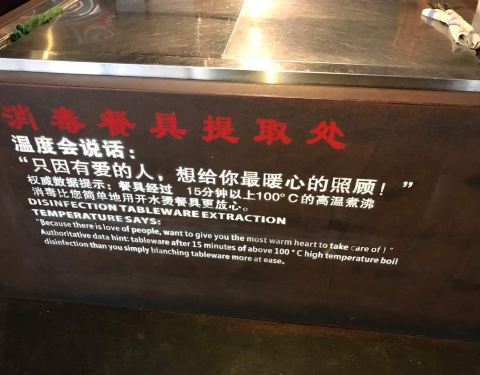 消毒餐具提取处
温度会说话：
“只因有爱的人，想给你最暖心的照顾！”
权威数据提示：餐具经过 15分钟以上100°C的高温煮沸
消毒比您简单地用开水烫餐具更放心。
DISINFECTION TABLEWARE EXTRACTION
TEMPERATURE SAYS:
"Because there is love of people, want to give you the most warm heart to take care of !"
Authoritative data hint: tableware after 15 minutes of above 100 ° C high temperature boil
disinfection than you simply blanching tableware more at ease.